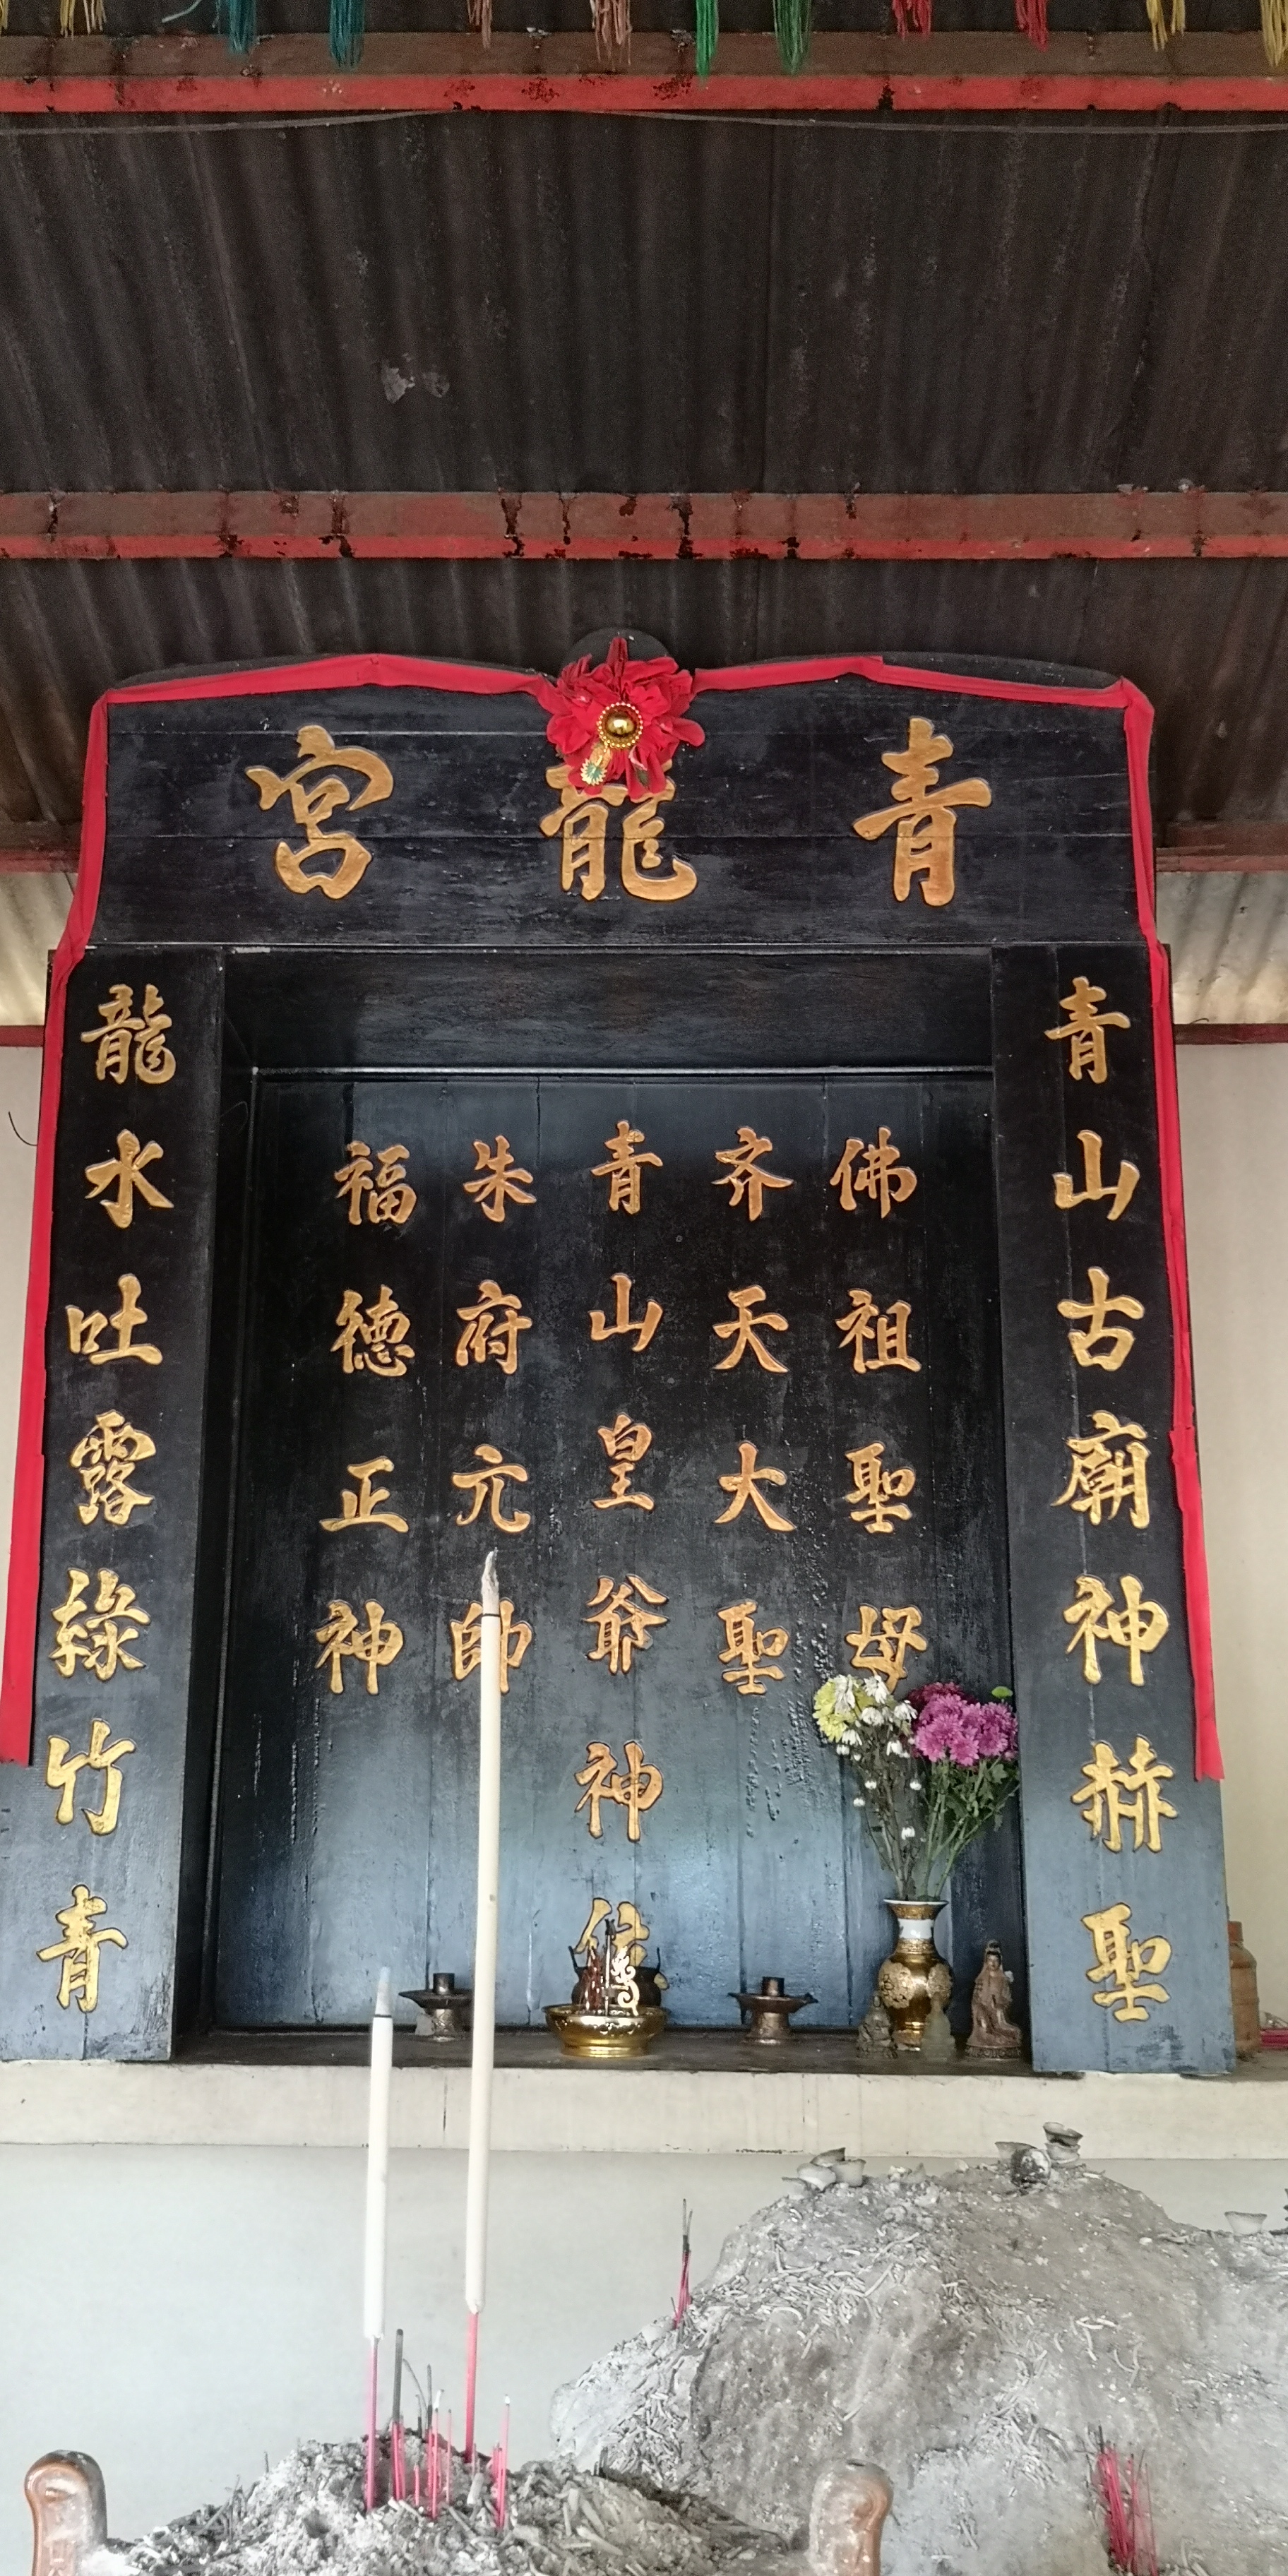 青龍宮
青山古廟神赫聖
佛祖聖母
齐天大聖
青山皇爺神位
朱府亢帥
福德正神
龍水吐露綠竹青